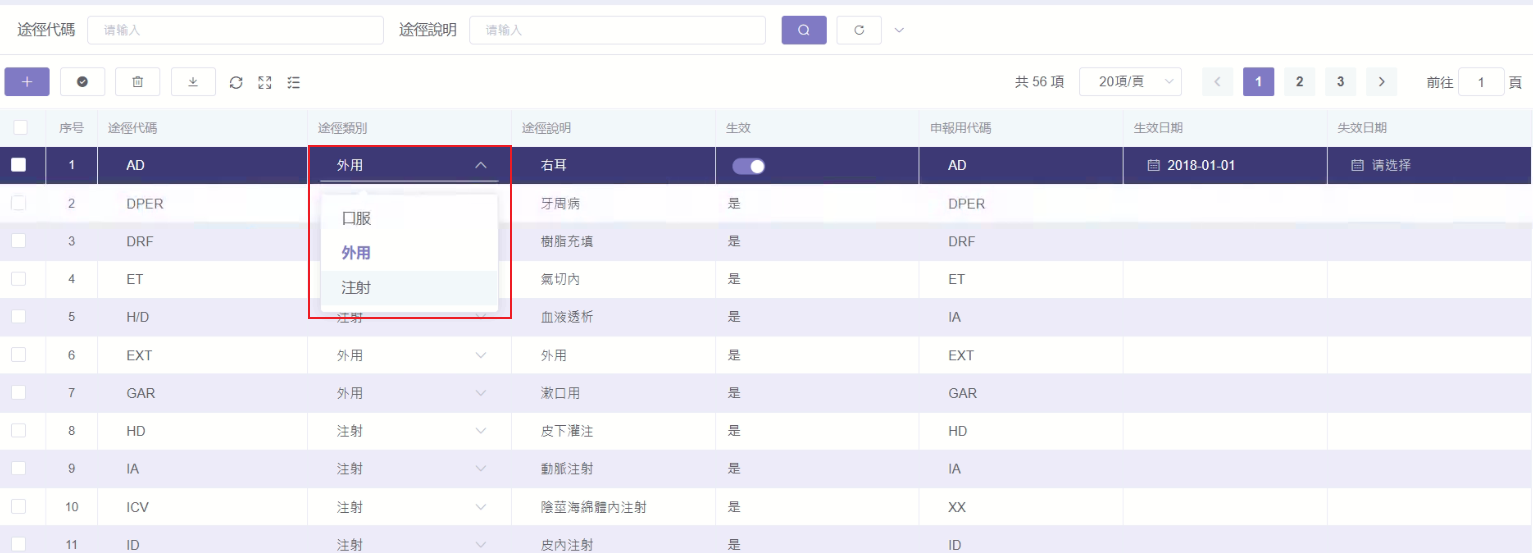 途徑代碼 请输入 途徑說明 请输入
共 56 項 20項/頁 1 2 3 前往 1 頁
序号 途徑代碼 途徑類別 途徑說明 生效 申報用代碼 生效日期 失效日期
1 AD 外用 右耳 AD 2018-01-01 请选择
2 DPER 牙周病 是 DPER
口服
3 DRF 樹脂充填 是 DRF
外用
4 ET 氣切內 是 ET
注射
5 H/D 注射 血液透析 是 IA
6 EXT 外用 外用 是 EXT
7 GAR 外用 漱口用 是 GAR
8 HD 注射 皮下灌注 是 HD
9 IA 注射 動脈注射 是 IA
10 ICV 注射 陰莖海綿體內注射 是 XX
11 ID 注射 皮內注射 是 ID